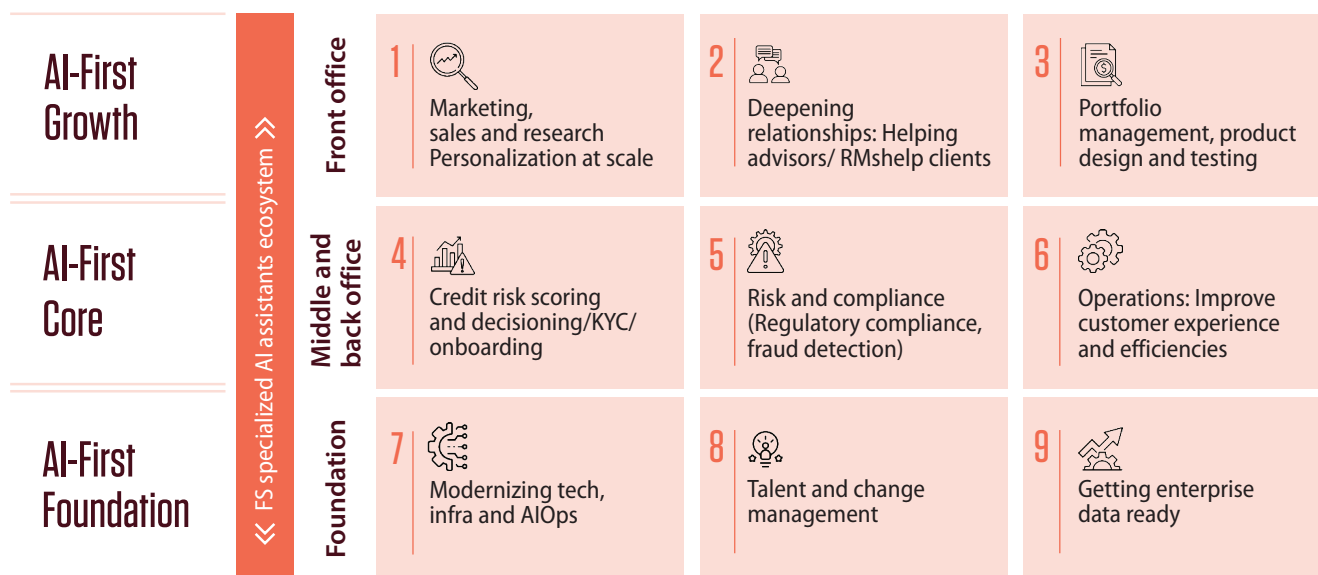 AI-First
Growth
AI-First
Core
AI-First
Foundation
FS specialized AI assistants ecosystem
Front office
1
Marketing,
sales and research
Personalization at scale
2
Deepening
relationships: Helping
advisors/ RMshelp clients
3
Portfolio
management, product
design and testing
Middle and
back office
4
Credit risk scoring
and decisioning/KYC/
onboarding
5
Risk and compliance
(Regulatory compliance,
fraud detection)
6
Operations: Improve
customer experience
and efficiencies
Foundation
7
Modernizing tech,
infra and AIOps
8
Talent and change
management
9
Getting enterprise
data ready